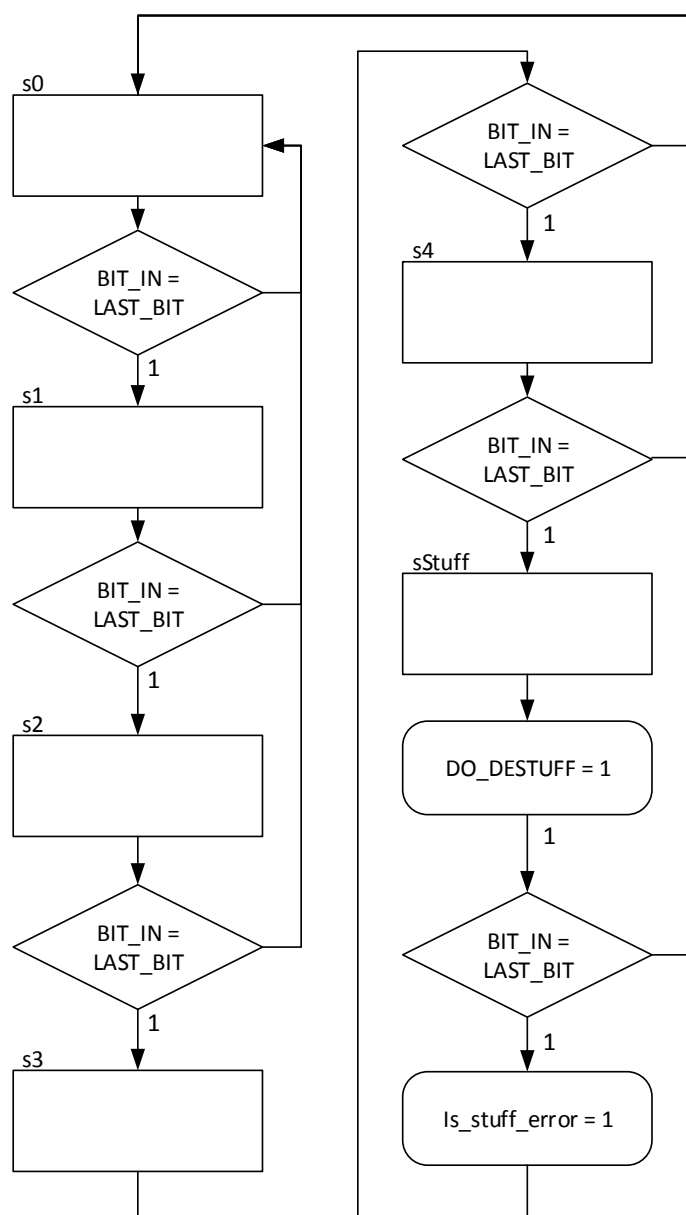 s0
BIT_IN =
LAST_BIT
1
s1
BIT_IN =
LAST_BIT
1
s2
BIT_IN =
LAST_BIT
1
s3
BIT_IN =
LAST_BIT
1
s4
BIT_IN =
LAST_BIT
1
sStuff
DO_DESTUFF = 1
1
BIT_IN =
LAST_BIT
1
Is_stuff_error = 1